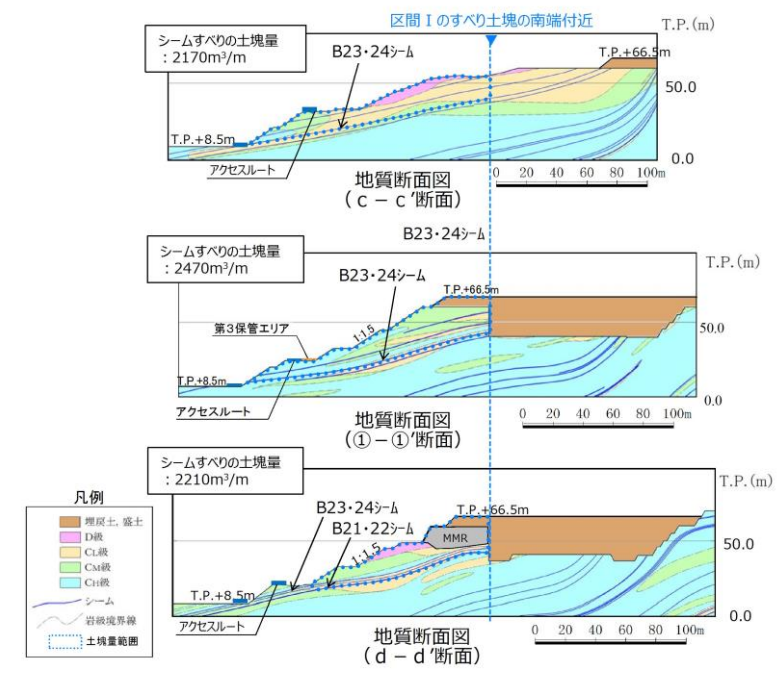 区間Ⅰのすべり土塊の南端付近
T.P.(m)
シームすべりの土塊量
：2170m³/m
B23・24シーム
T.P.+66.5m
50.0
T.P.+8.5m
0.0
アクセスルート
地質断面図
(c－c′断面)
0 20 40 60 80 100m
B23・24シーム
シームすべりの土塊量
：2470m³/m
T.P.(m)
B23・24シーム
T.P.+66.5m
第3保管エリア
1:1.5
50.0
T.P.+8.5m
アクセスルート
0.0
地質断面図
(①－①′断面)
0 20 40 60 80 100m
シームすべりの土塊量
：2210m³/m
T.P.(m)
B23・24シーム
B21・22シーム
T.P.+66.5m
1:1.5
MMR
50.0
T.P.+8.5m
0.0
アクセスルート
地質断面図
(d－d′断面)
0 20 40 60 80 100m
凡例
埋戻土，盛土
D級
CL級
CM級
CH級
シーム
岩級境界線
土塊量範囲